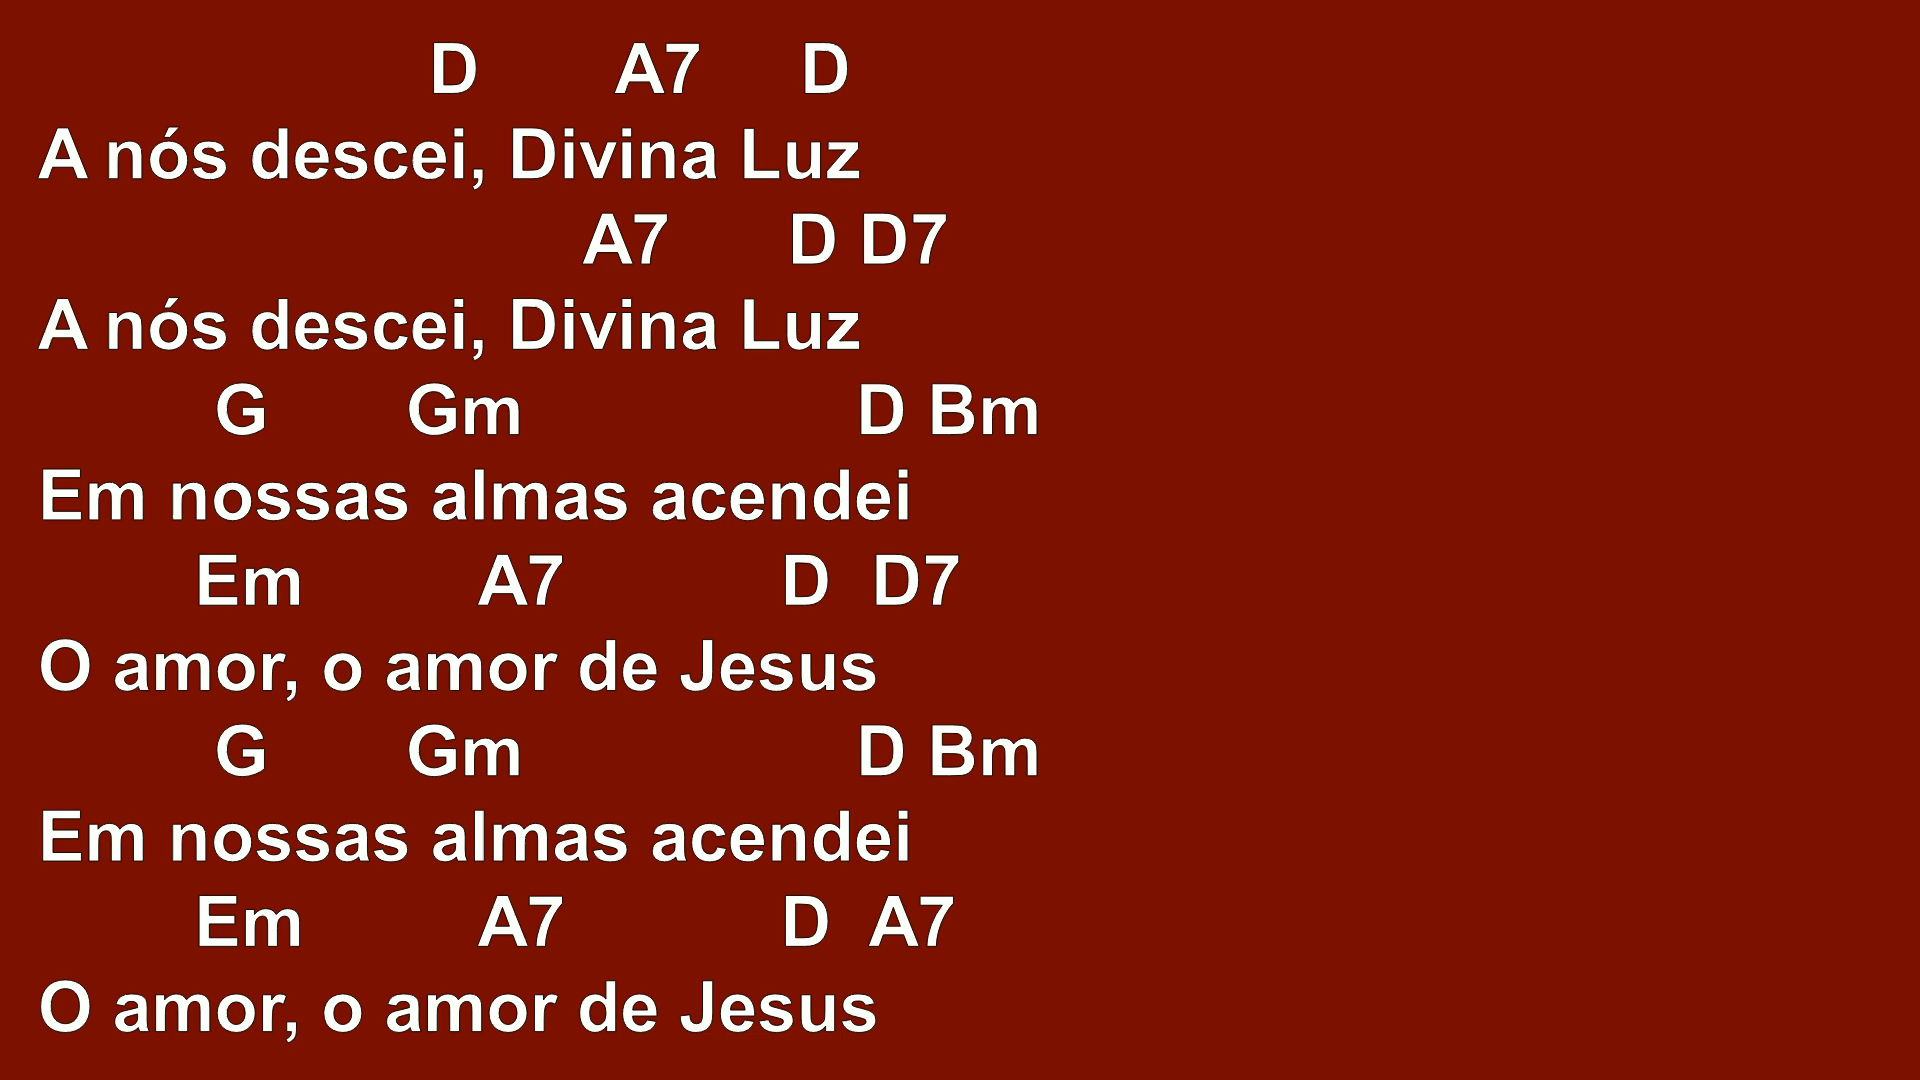 D A7 D
A nós descei, Divina Luz
A7 D D7
A nós descei, Divina Luz
G Gm D Bm
Em nossas almas acendei
Em A7 D D7
O amor, o amor de Jesus
G Gm D Bm
Em nossas almas acendei
Em A7 D A7
O amor, o amor de Jesus